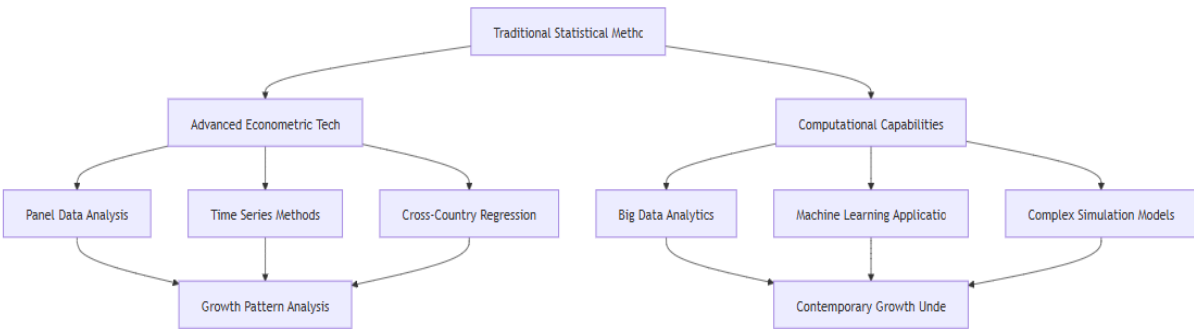 Traditional Statistical Methc
Advanced Econometric Tech
Computational Capabilities
Panel Data Analysis
Time Series Methods
Cross-Country Regression
Big Data Analytics
Machine Learning Applicatic
Complex Simulation Models
Growth Pattern Analysis
Contemporary Growth Unde